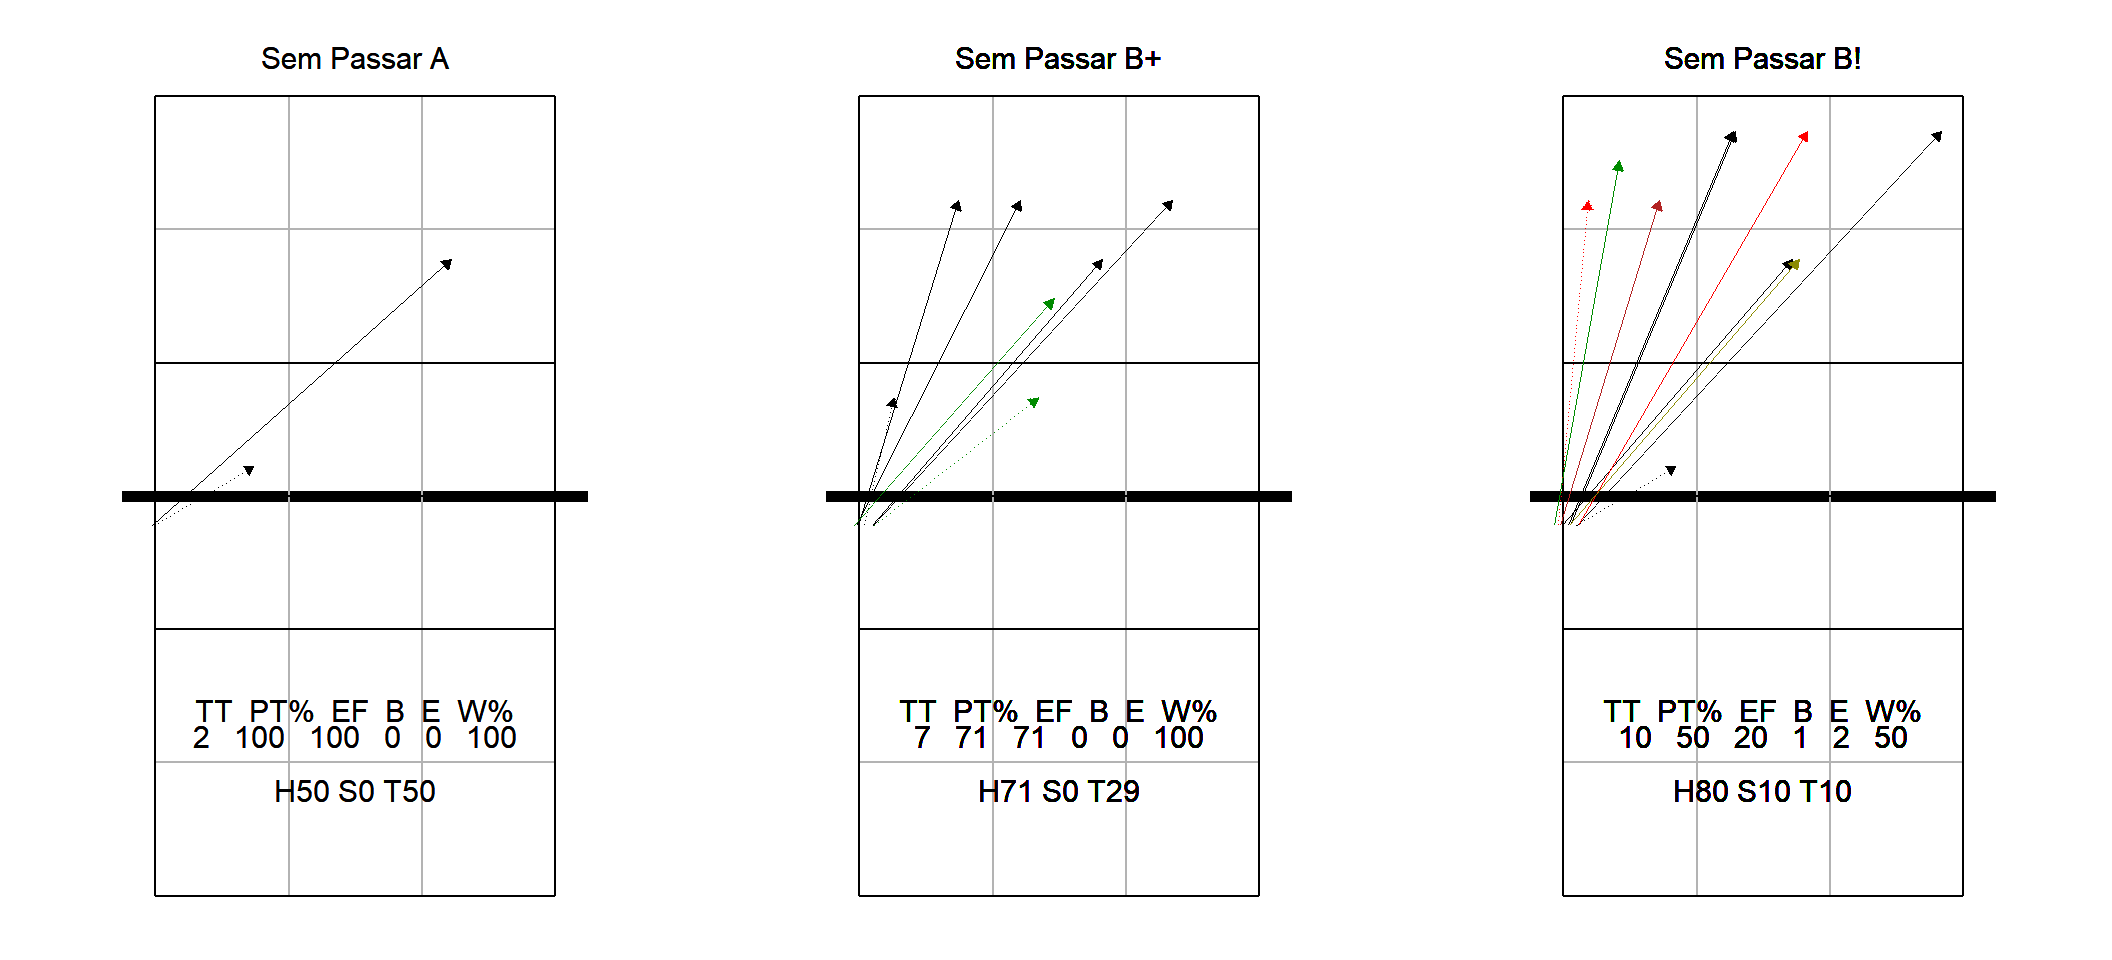 Sem Passar A
TT PT% EF B E W%
2 100 100 0 0 100
H50 S0 T50
Sem Passar B+
TT PT% EF B E W%
7 71 71 0 0 100
H71 S0 T29
Sem Passar B!
TT PT% EF B E W%
10 50 20 1 2 50
H80 S10 T10